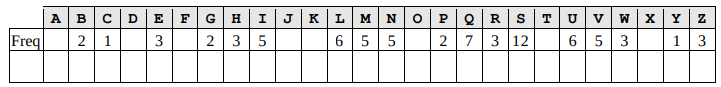 A B C D E F G H I J K L M N O P Q R S T U V W X Y Z
Freq 2 1 3 2 3 5 6 5 5 2 7 3 12 6 5 3 1 3